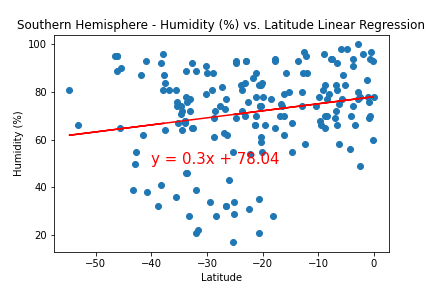 Southern Hemisphere - Humidity (%) vs. Latitude Linear Regression
100
80
60
40
20
Humidity (%)
y = 0.3x + 78.04
−50
−40
−30
−20
−10
0
Latitude